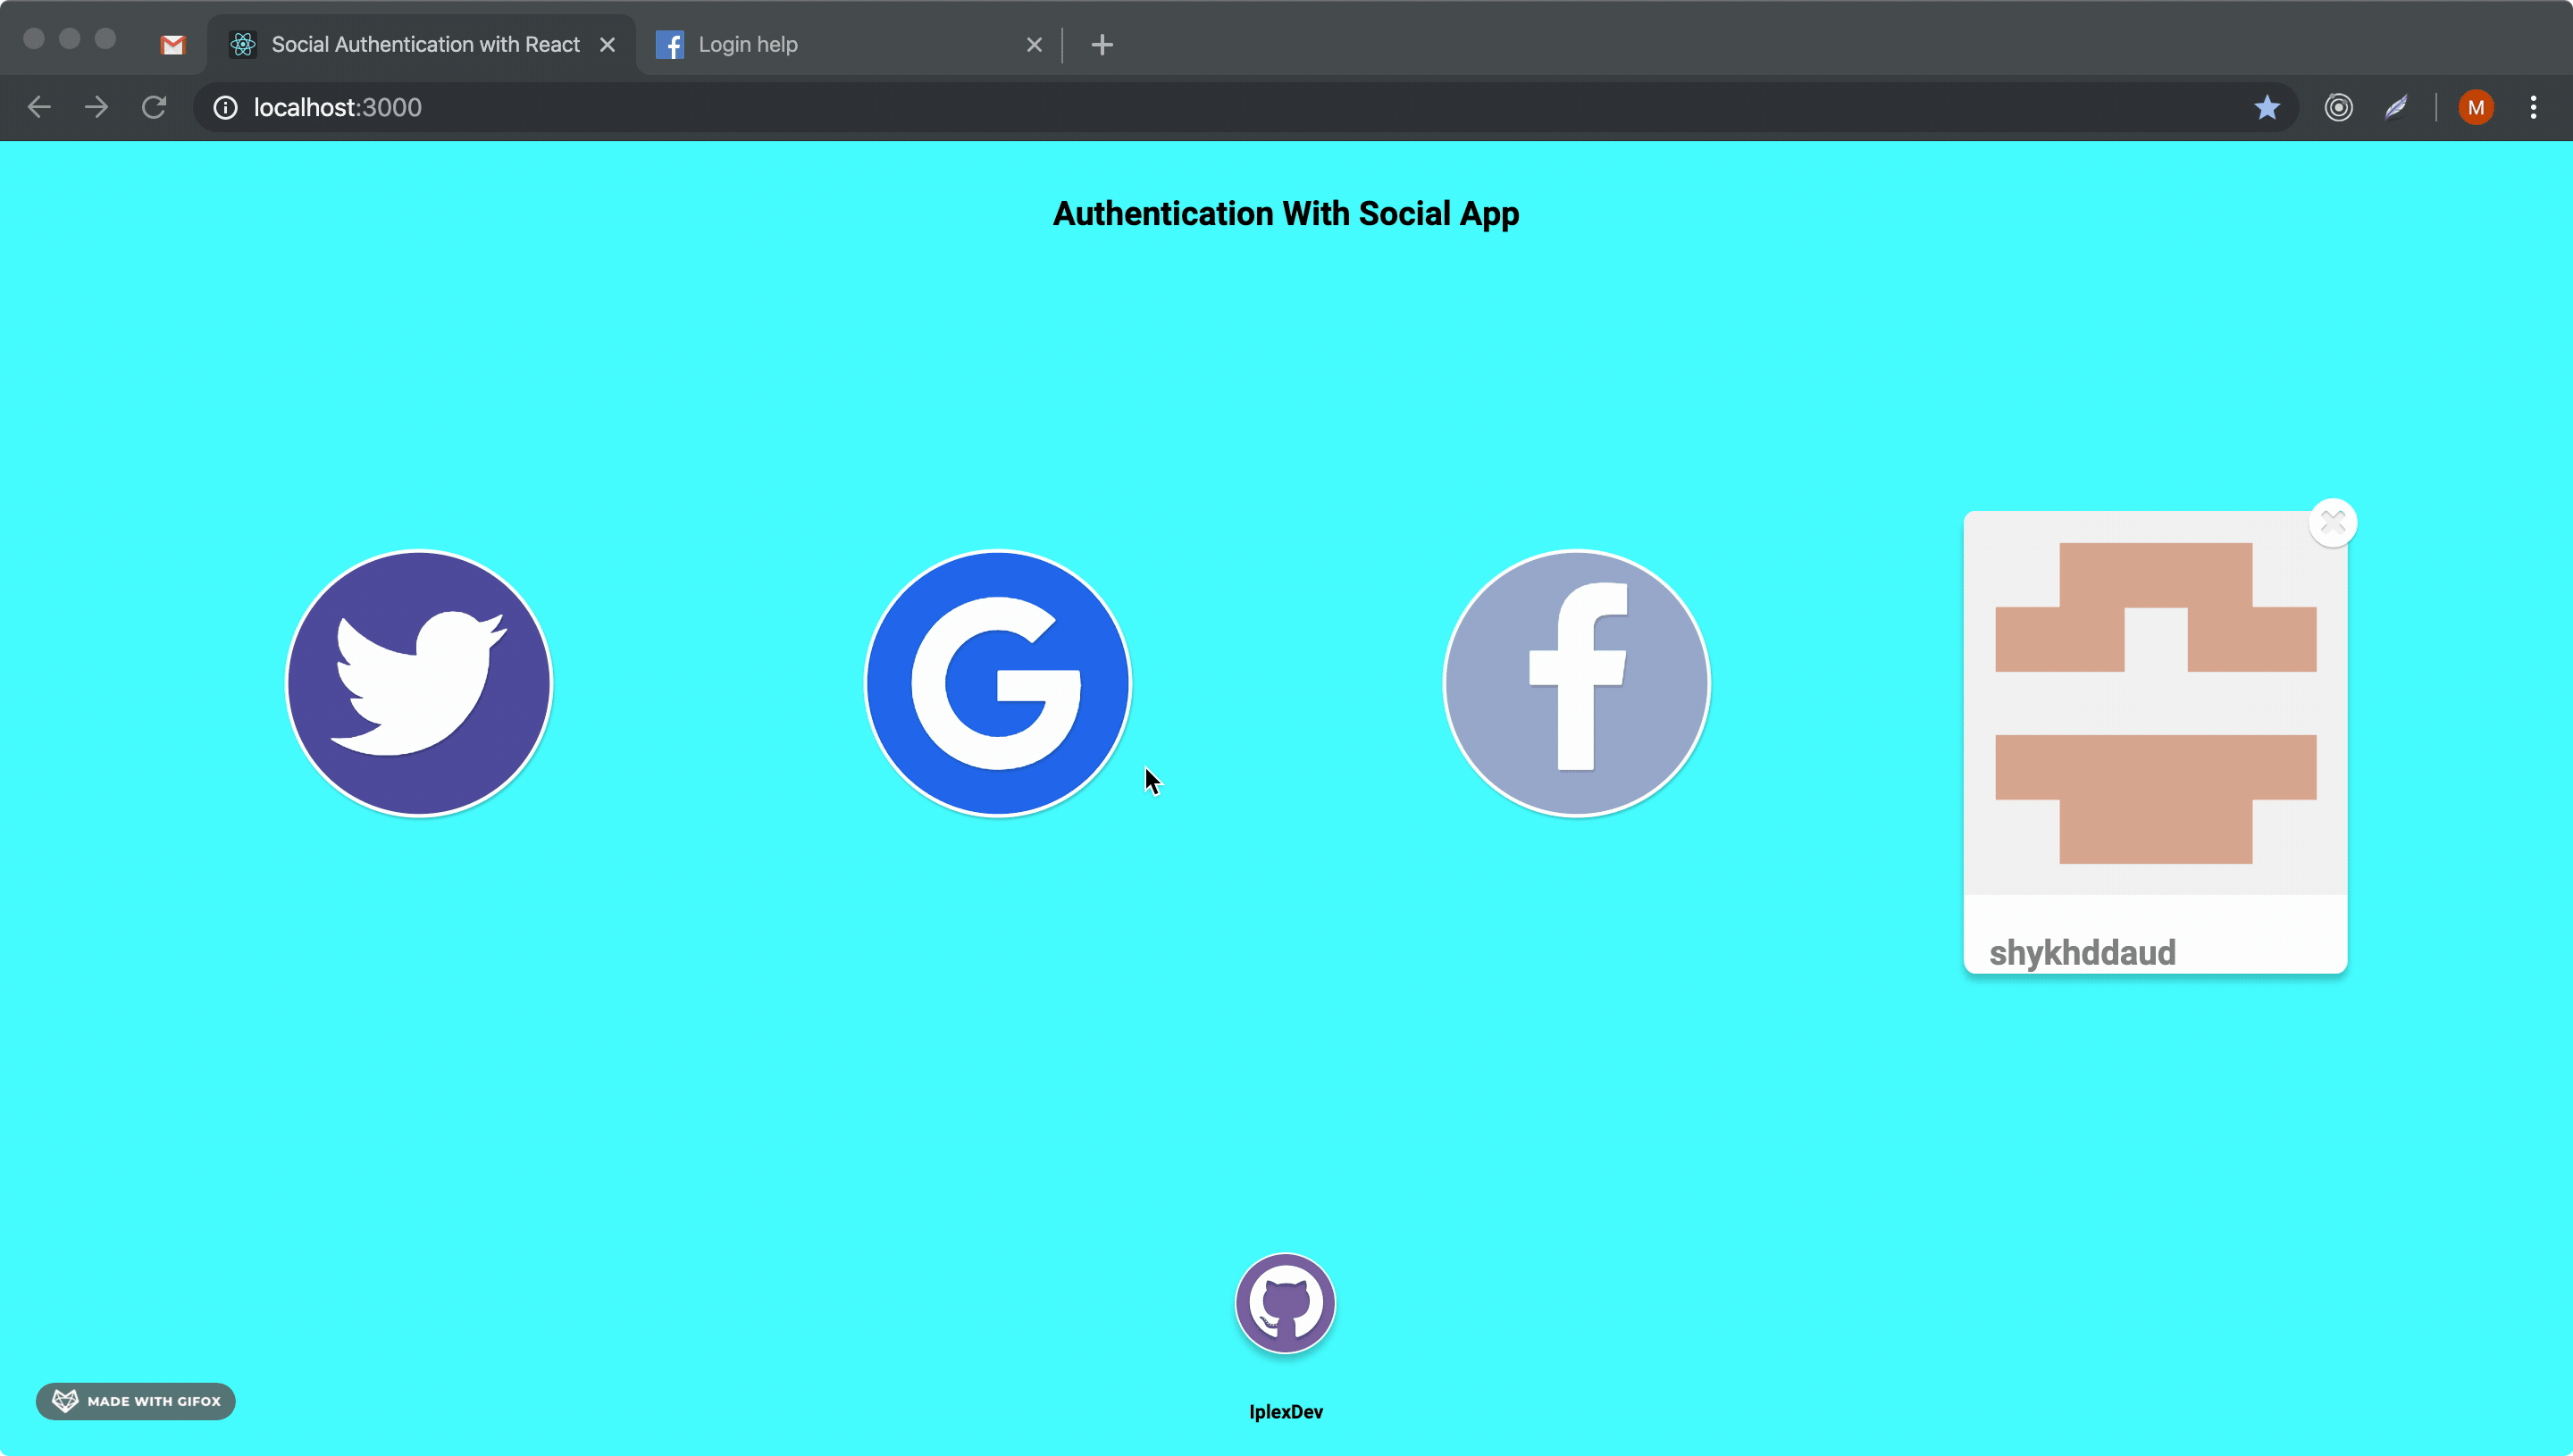 Social Authentication with React
Login help
localhost:3000
M
Authentication With Social App
shykhddaud
MADE WITH GIFOX
IplexDev